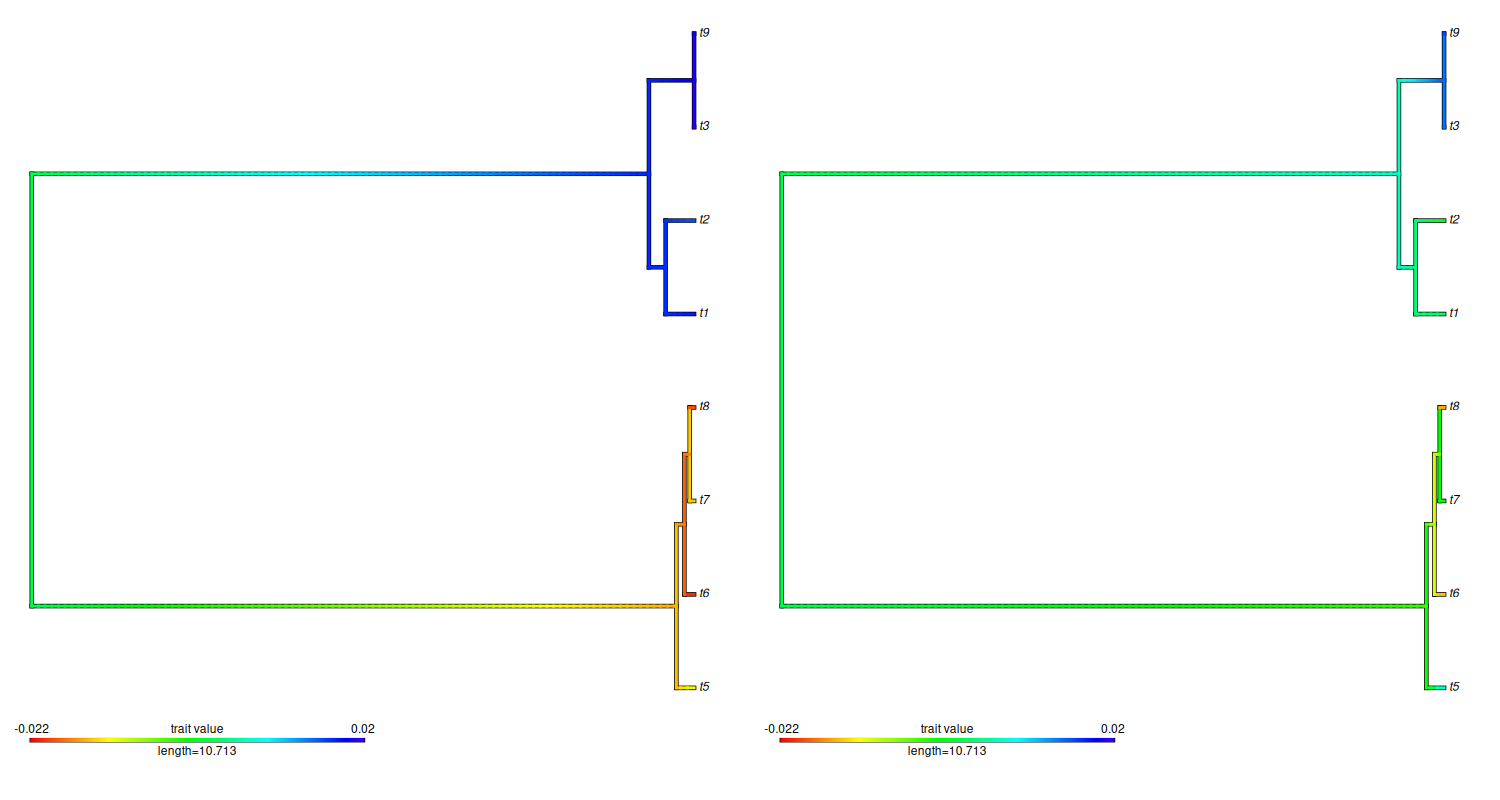 t9
t3
t2
t1
t8
t7
t6
t5
-0.022 trait value 0.02
length=10.713
t9
t3
t2
t1
t8
t7
t6
t5
-0.022 trait value 0.02
length=10.713